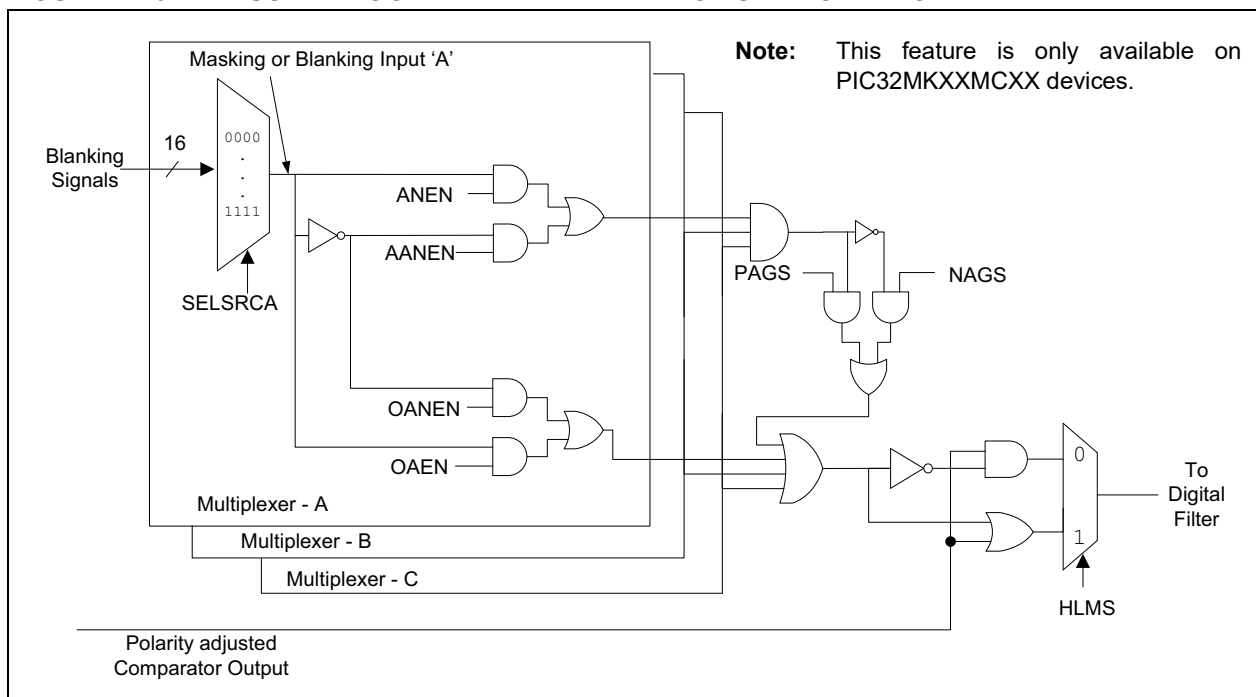 Note: This feature is only available on
PIC32MKXXMCXX devices.
Masking or Blanking Input ‘A’
16
0000
.
.
.
1111
Blanking
Signals
SELSRCA
ANEN
AANEN
OANEN
OAEN
PAGS
NAGS
Multiplexer - A
Multiplexer - B
Multiplexer - C
0
1
HLMS
To
Digital
Filter
Polarity adjusted
Comparator Output